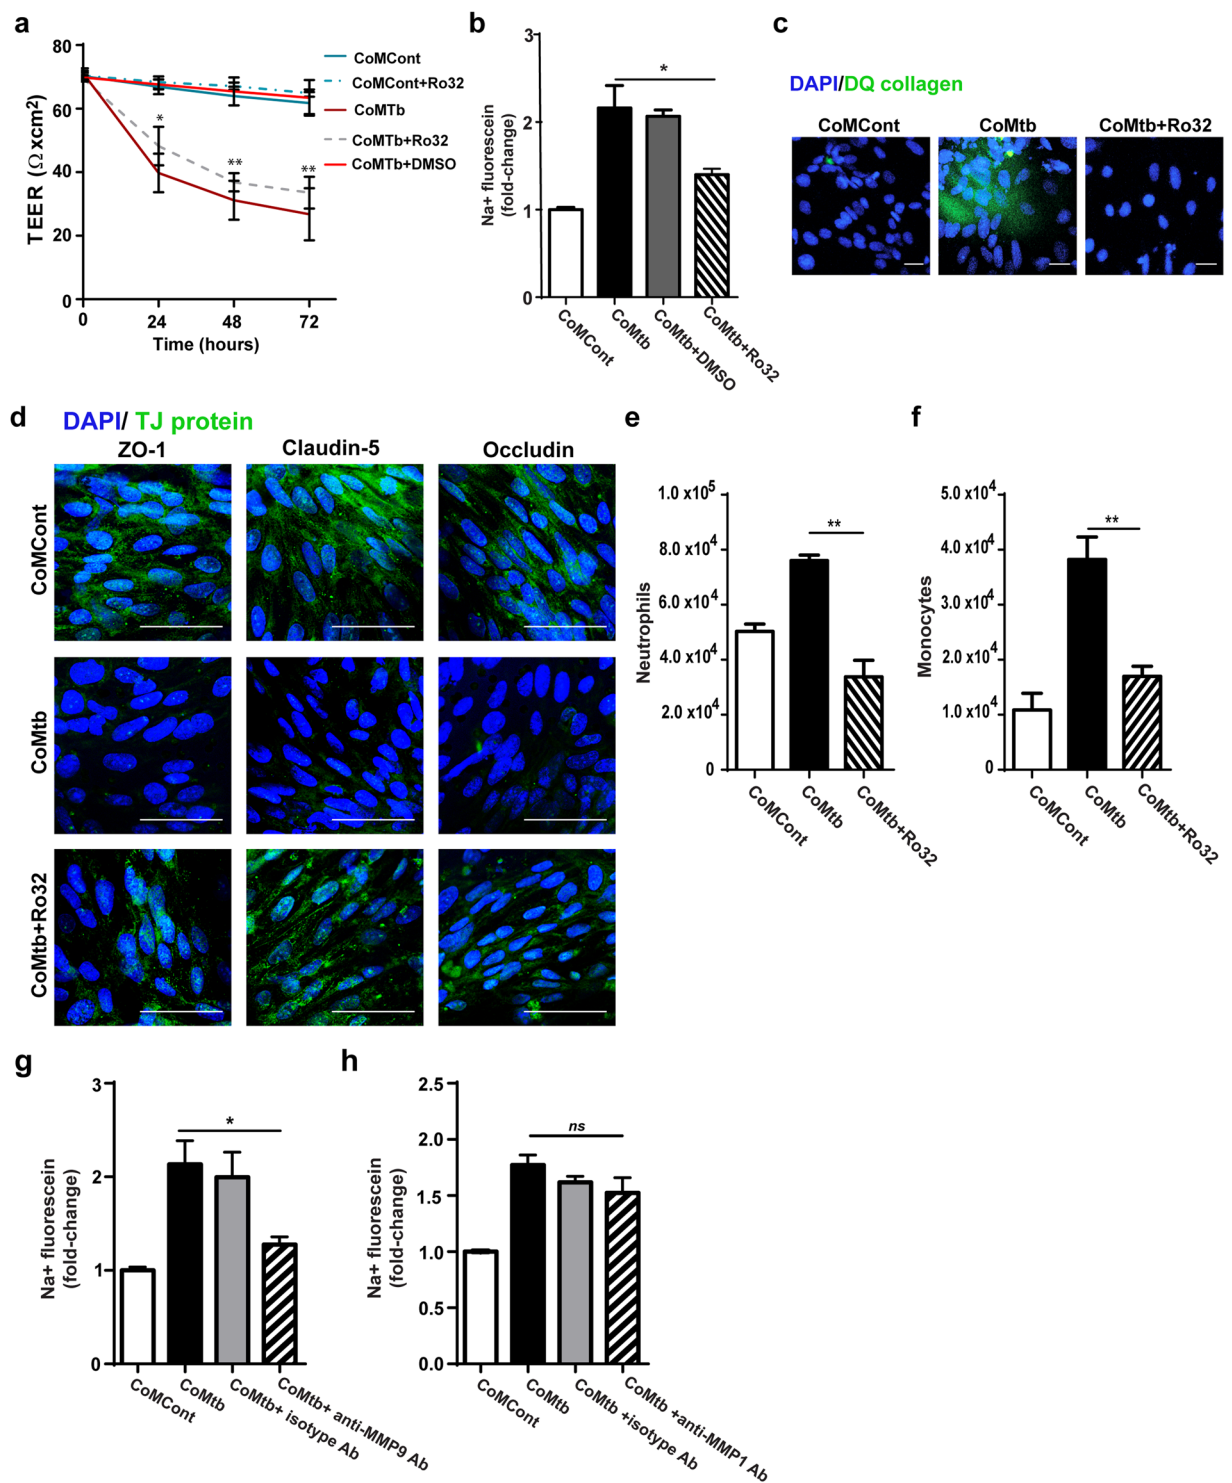 a
80
60
40
20
0
TEER (Ωxcm2)
0
24
48
72
Time (hours)
*
**
**
CoMCont
CoMCont+Ro32
CoMTb
CoMTb+Ro32
CoMTb+DMSO
b
3
2
1
0
Na+ fluorescein
(fold-change)
*
CoMCont
CoMtb
CoMtb+DMSO
CoMtb+Ro32
c
DAPI/DQ collagen
CoMCont
CoMtb
CoMtb+Ro32
d
DAPI/ TJ protein
ZO-1
Claudin-5
Occludin
CoMCont
CoMtb
CoMtb+Ro32
e
1.0 x10⁵
8.0 x10⁴
6.0 x10⁴
4.0 x10⁴
2.0 x10⁴
0
Neutrophils
**
CoMCont
CoMtb
CoMtb+Ro32
f
5.0 x10⁴
4.0 x10⁴
3.0 x10⁴
2.0 x10⁴
1.0 x10⁴
0
Monocytes
**
CoMCont
CoMtb
CoMtb+Ro32
g
3
2
1
0
Na+ fluorescein
(fold-change)
*
CoMCont
CoMtb
CoMtb+ isotype Ab
CoMtb+ anti-MMP9 Ab
h
2.5
2.0
1.5
1.0
0.5
0.0
Na+ fluorescein
(fold-change)
ns
CoMCont
CoMtb
CoMtb +isotype Ab
CoMtb +anti-MMP1 Ab